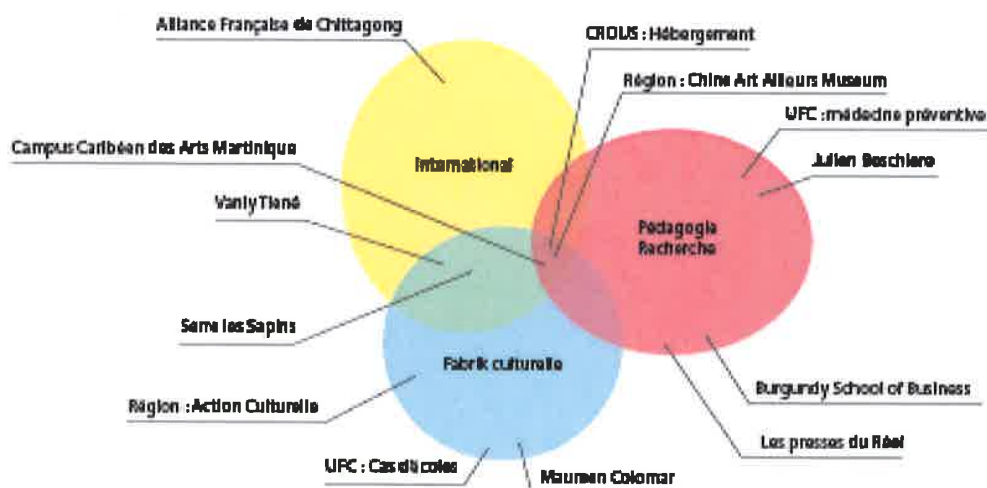 Alliance Française de Chittagong
CROUS : Hébergement
Région : Chine Art Ailleurs Museum
UFC : médecine préventive
Campus Caribéen des Arts Martinique
International
Julien Boschiero
Vanly Tiené
Pédagogie
Recherche
Serre les Sapins
Fabrik culturelle
Burgundy School of Business
Région : Action Culturelle
Les presses du Réel
UFC : Cas d'écoles
Maureen Colomar